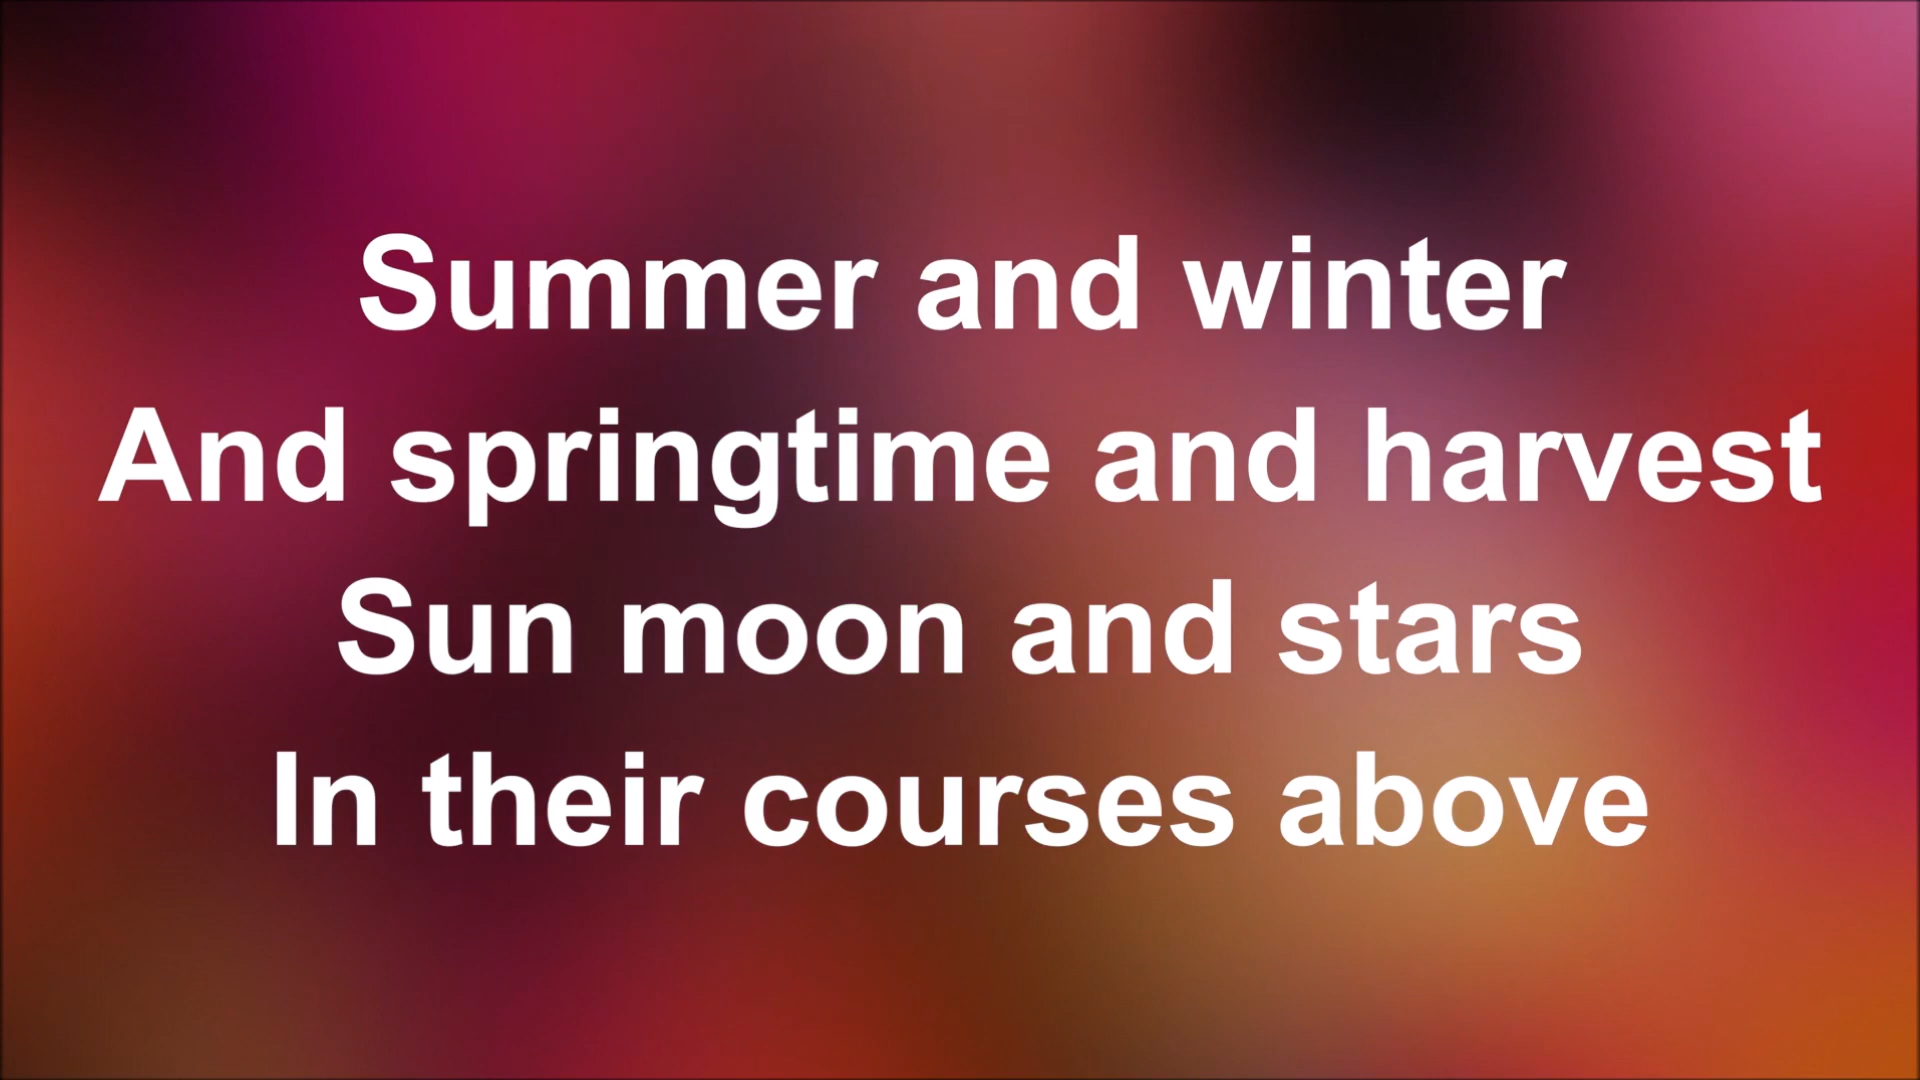 Summer and winter
And springtime and harvest
Sun moon and stars
In their courses above